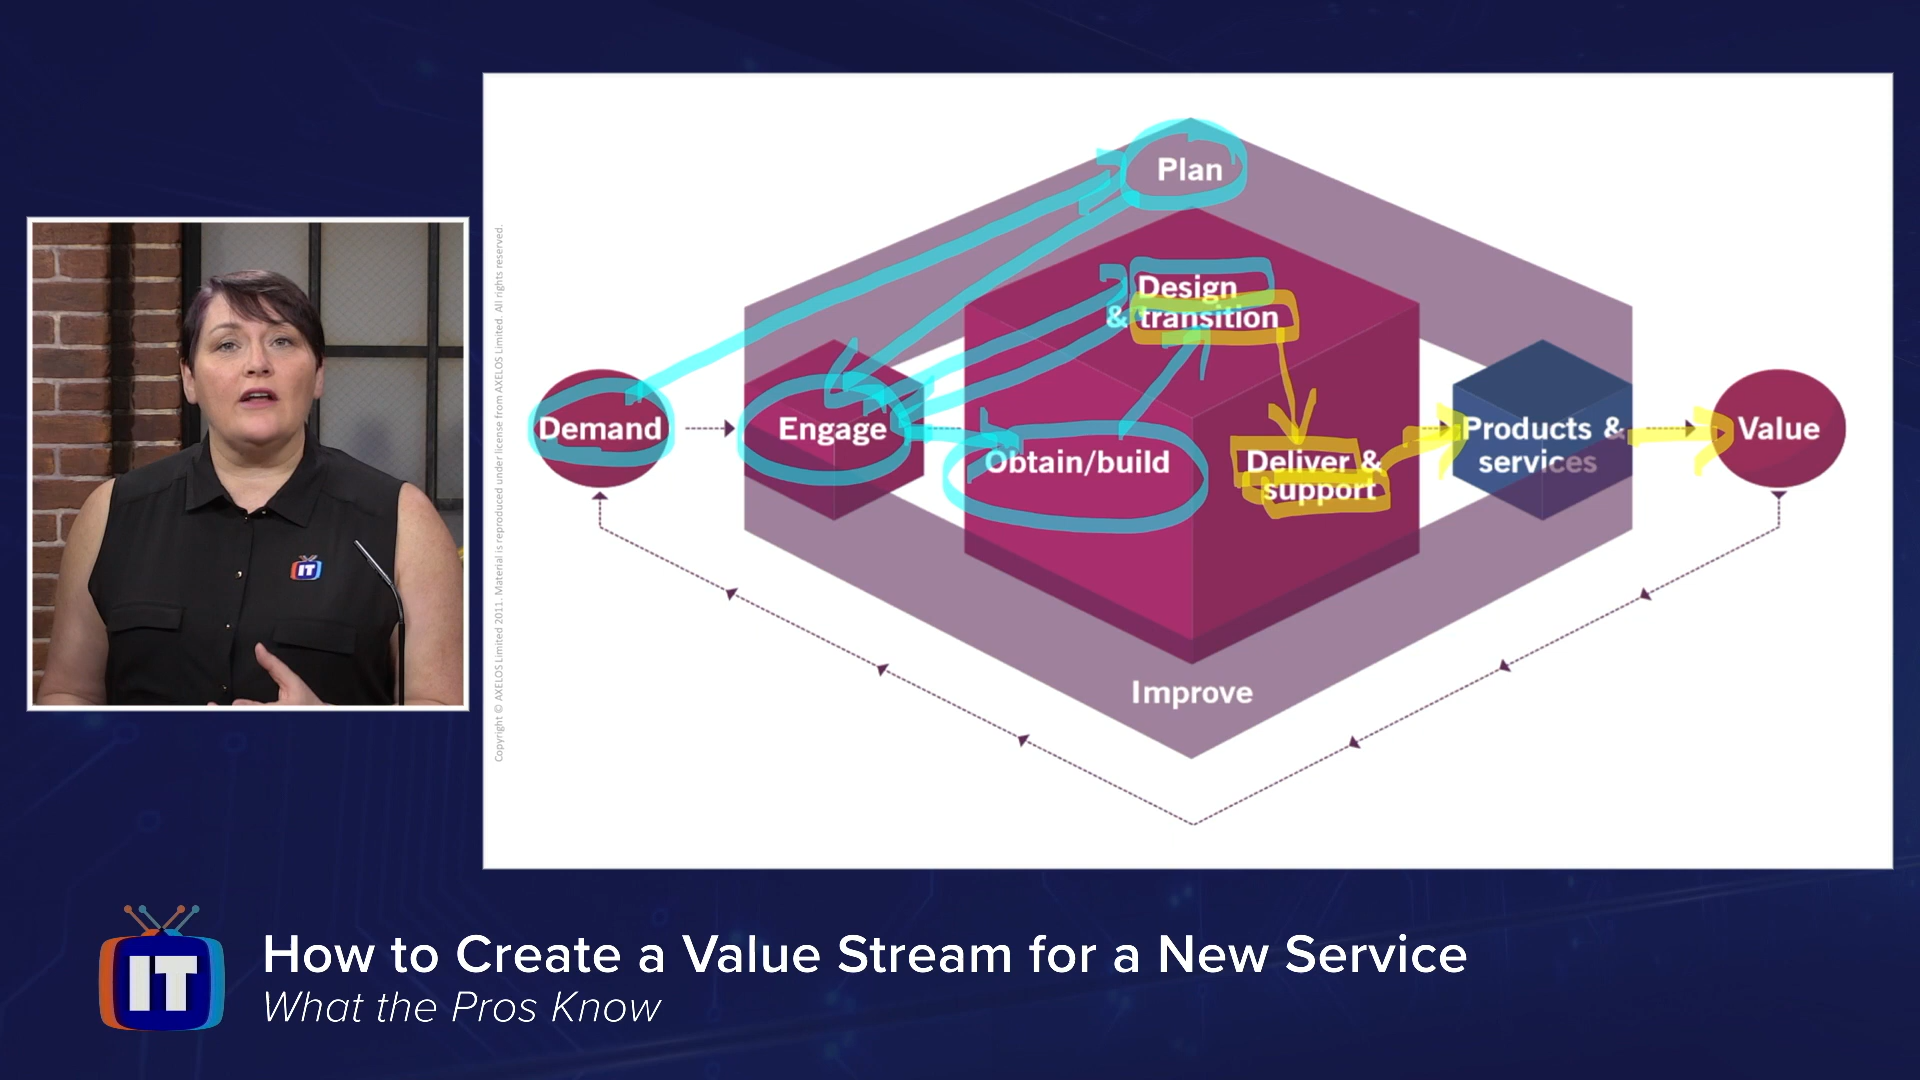 Plan
Design
& transition
Demand
Engage
Obtain/build
Deliver &
support
Products &
services
Value
Improve
Copyright © AXELOS Limited 2011. Material is reproduced under license from AXELOS Limited. All rights reserved.
IT
IT
How to Create a Value Stream for a New Service
What the Pros Know